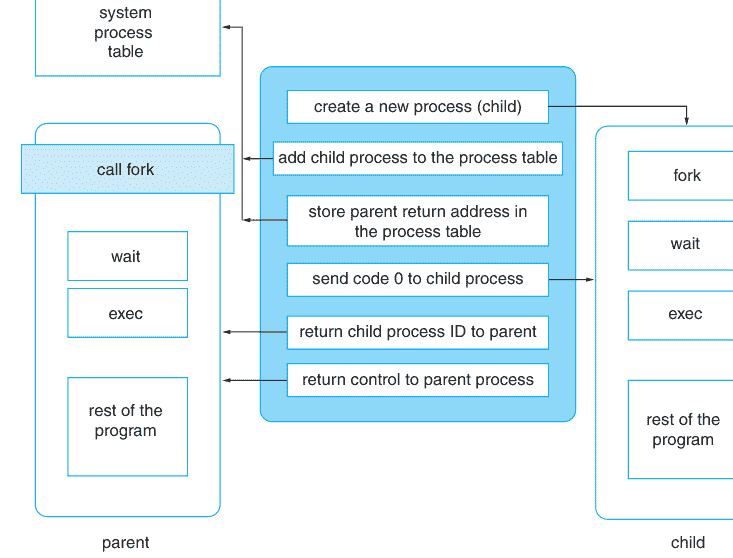 system
process
table
create a new process (child)
add child process to the process table
call fork
fork
store parent return address in
the process table
wait
wait
send code 0 to child process
exec
exec
return child process ID to parent
return control to parent process
rest of the
program
rest of the
program
parent
child